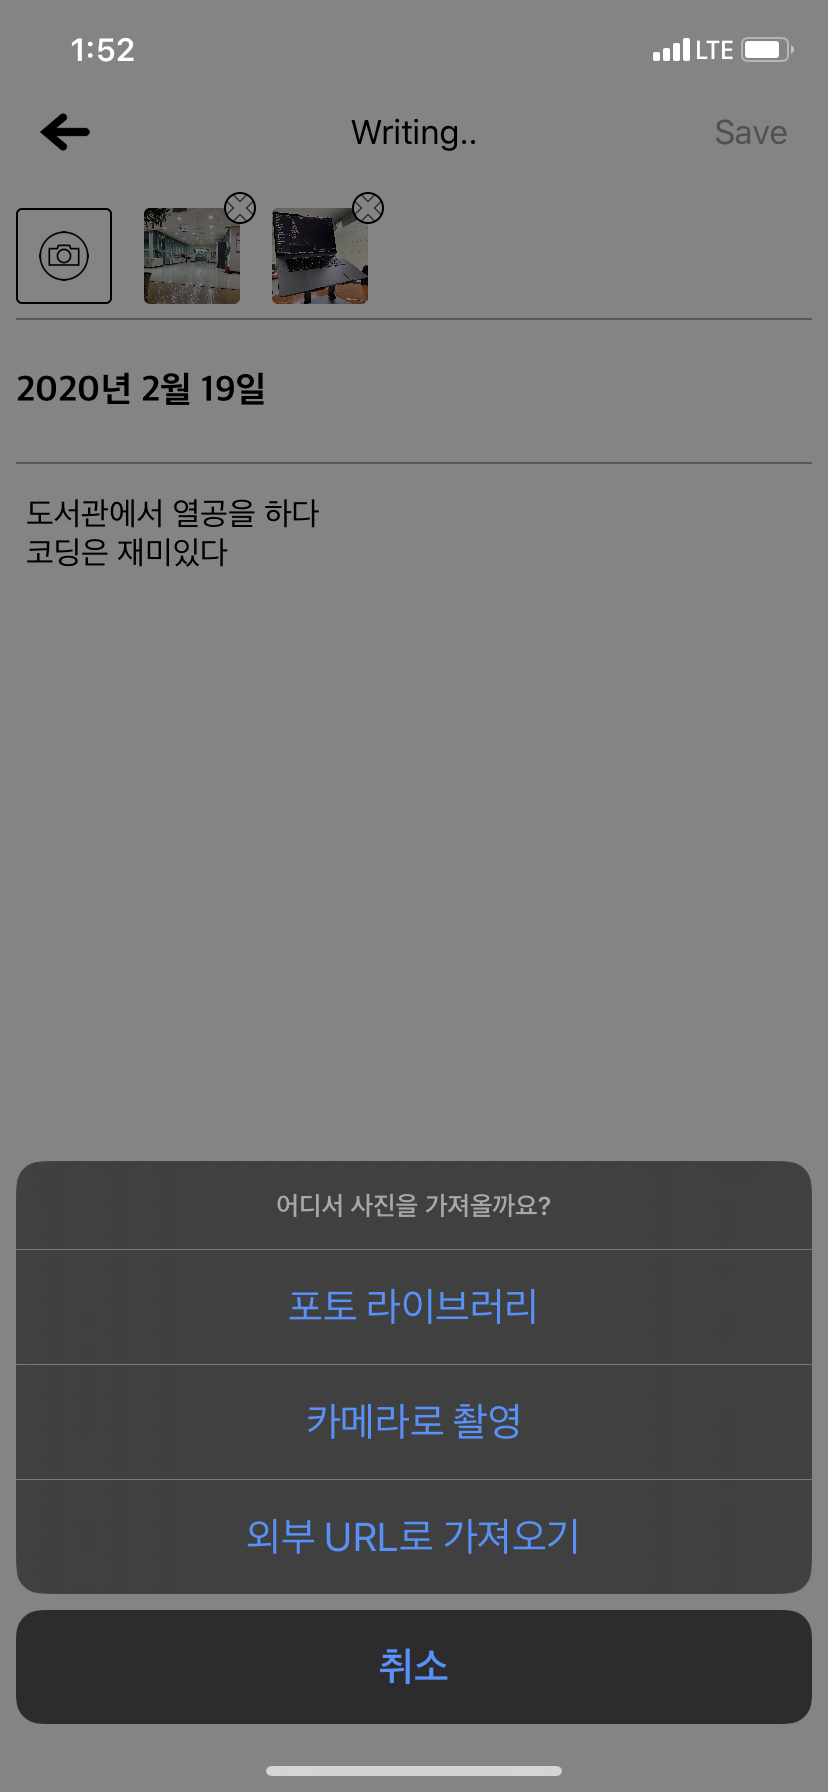 1:52
LTE
Writing..
Save
2020년 2월 19일
도서관에서 열공을 하다
코딩은 재미있다
어디서 사진을 가져올까요?
포토 라이브러리
카메라로 촬영
외부 URL로 가져오기
취소